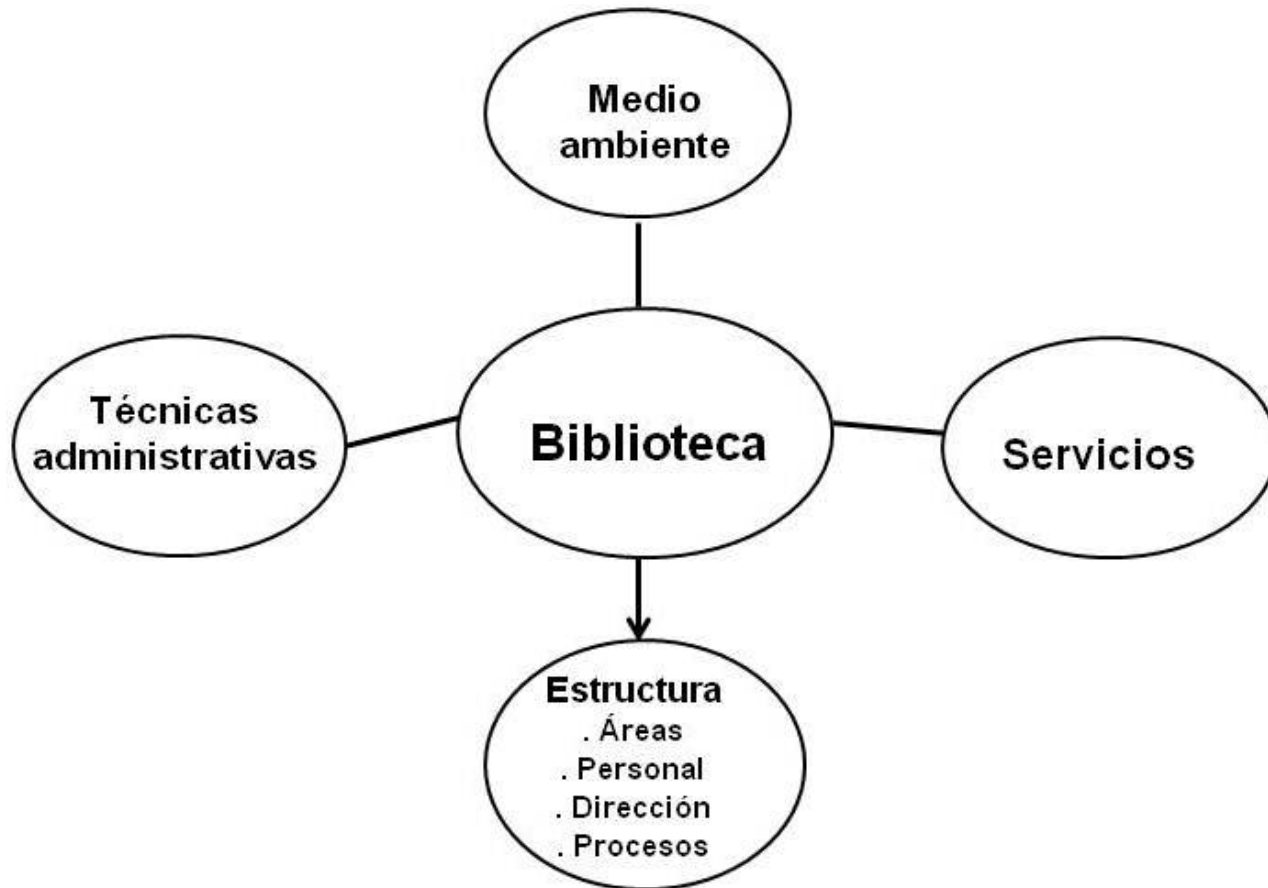 Medio
ambiente
Técnicas
administrativas
Biblioteca
Servicios
Estructura
. Áreas
. Personal
. Dirección
. Procesos